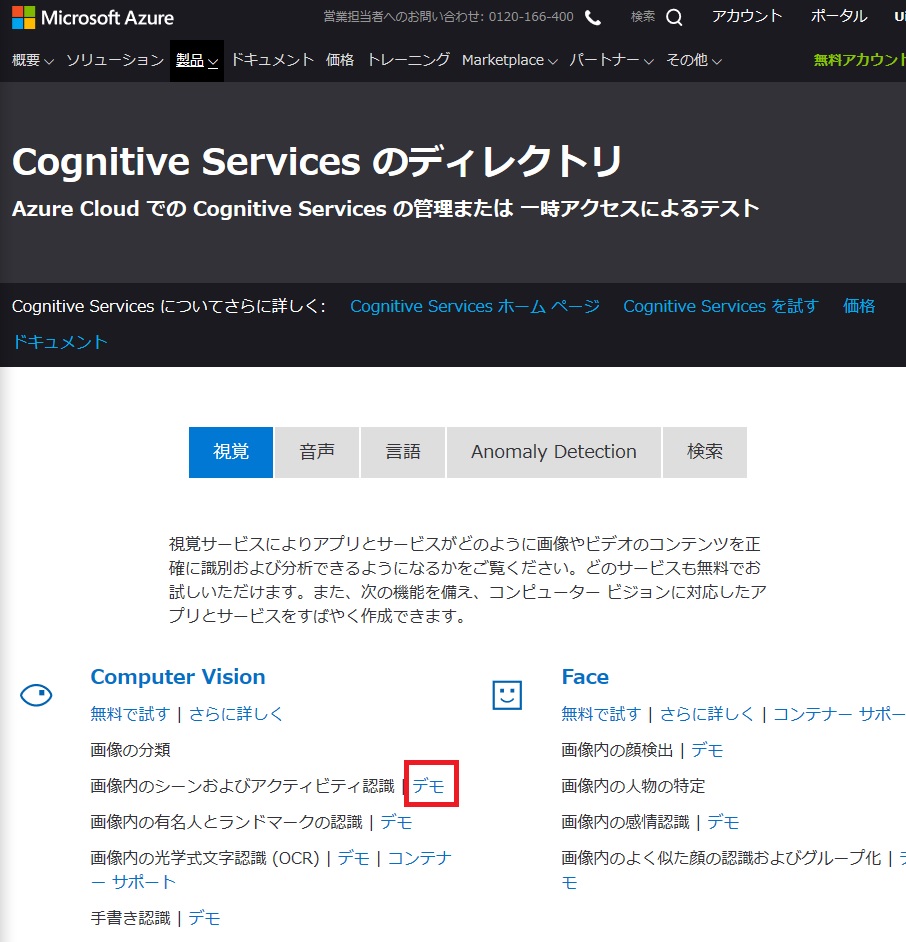 Microsoft Azure
営業担当者へのお問い合わせ: 0120-166-400
検索
アカウント
ポータル
概要
ソリューション
製品
ドキュメント
価格
トレーニング
Marketplace
パートナー
その他
無料アカウント
Cognitive Services のディレクトリ
Azure Cloud での Cognitive Services の管理または 一時アクセスによるテスト
Cognitive Services についてさらに詳しく: Cognitive Services ホーム ページ Cognitive Services を試す 価格
ドキュメント
視覚
音声
言語
Anomaly Detection
検索
視覚サービスによりアプリとサービスがどのように画像やビデオのコンテンツを正
確に識別および分析できるようになるかをご覧ください。どのサービスも無料でお
試しいただけます。また、次の機能を備え、コンピューター ビジョンに対応したア
プリとサービスをすばやく作成できます。
Computer Vision
無料で試す | さらに詳しく
画像の分類
画像内のシーンおよびアクティビティ認識 | デモ
画像内の有名人とランドマークの認識 | デモ
画像内の光学式文字認識 (OCR) | デモ | コンテナ
ー サポート
手書き認識 | デモ
Face
無料で試す | さらに詳しく | コンテナー サポー
画像内の顔検出 | デモ
画像内の人物の特定
画像内の感情認識 | デモ
画像内のよく似た顔の認識およびグループ化 | デ
モ